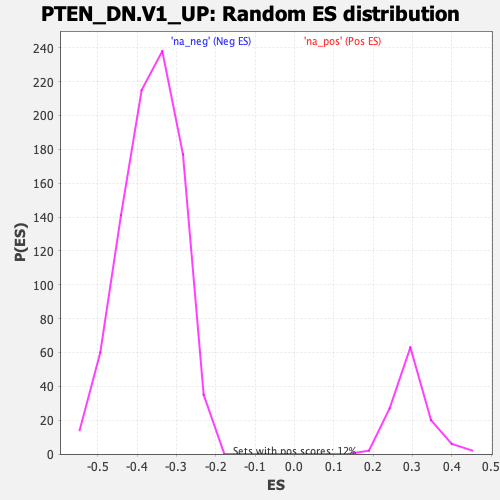 PTEN_DN.V1_UP: Random ES distribution
'na_neg' (Neg ES) 'na_pos' (Pos ES)
P(ES)
240
220
200
180
160
140
120
100
80
60
40
20
0
Sets with pos scores: 12%
-0.5 -0.4 -0.3 -0.2 -0.1 0.0 0.1 0.2 0.3 0.4 0.5
ES